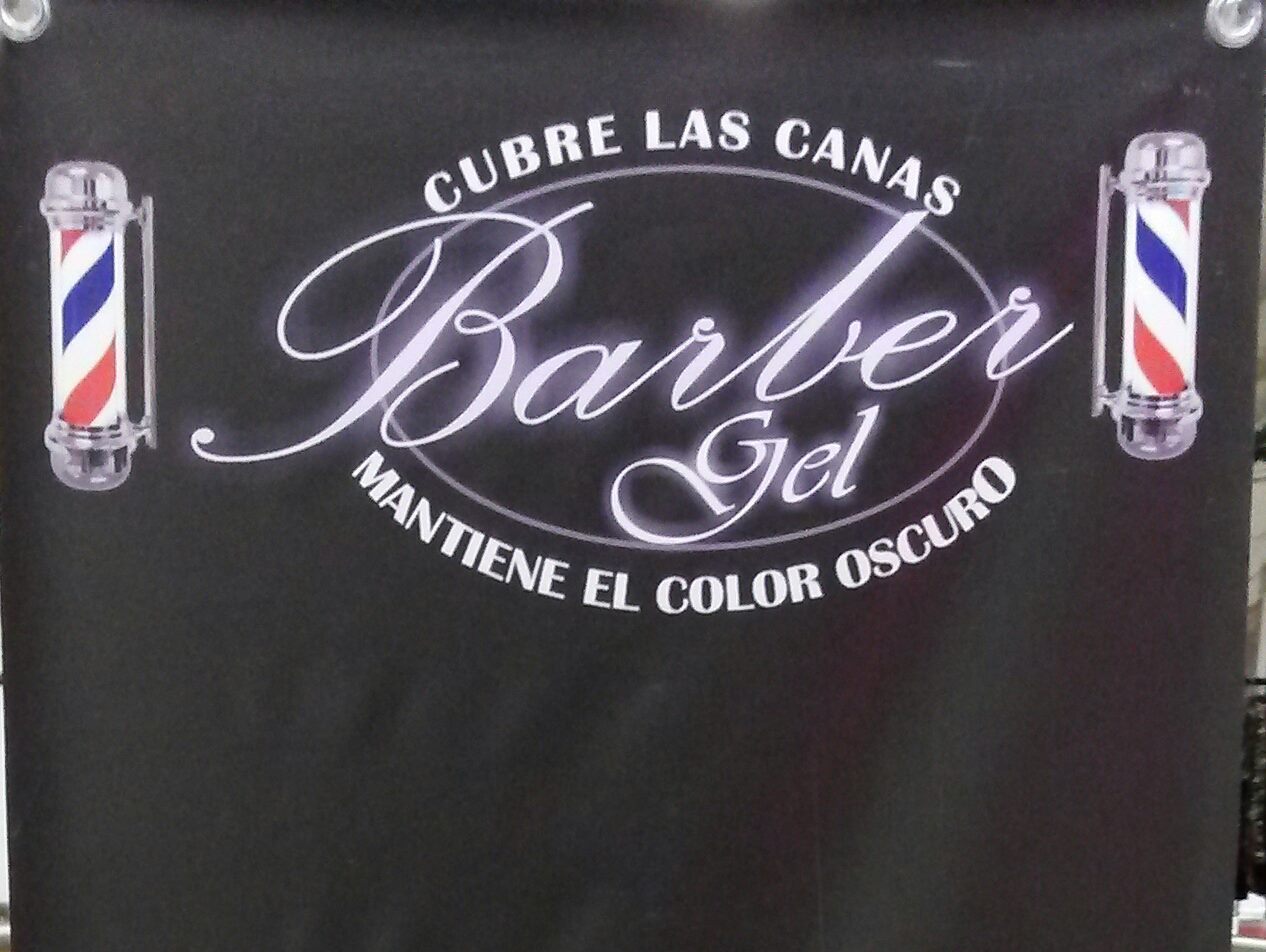 CUBRE LAS CANAS
Barber
Gel
MANTIENE EL COLOR OSCURO